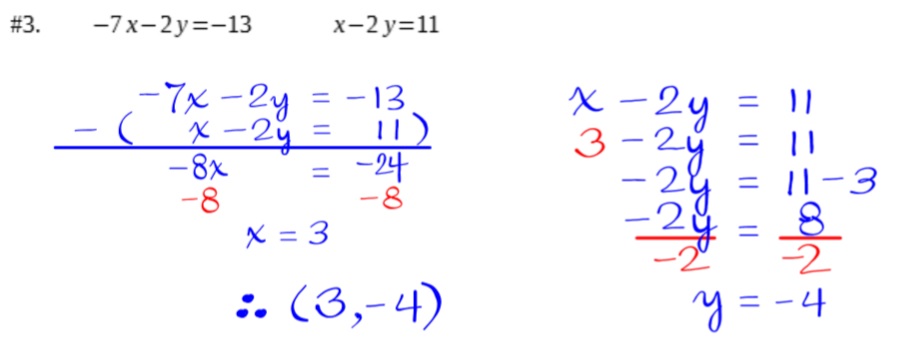 #3. −7x−2y=−13 x−2y=11
-7x - 2y = -13
- ( x - 2y = 11 )
-8x = -24
-8 -8
x = 3
∴ (3, -4)
x - 2y = 11
3 - 2y = 11
-2y = 11 - 3
-2y = 8
-2 -2
y = -4